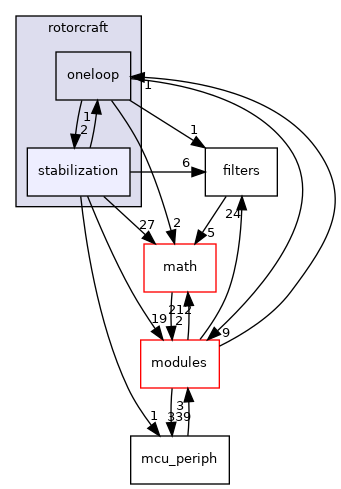 rotorcraft
oneloop
1
1
2
1
stabilization
6
filters
27
2
5
24
math
212
19
2
9
modules
3
1
339
mcu_periph